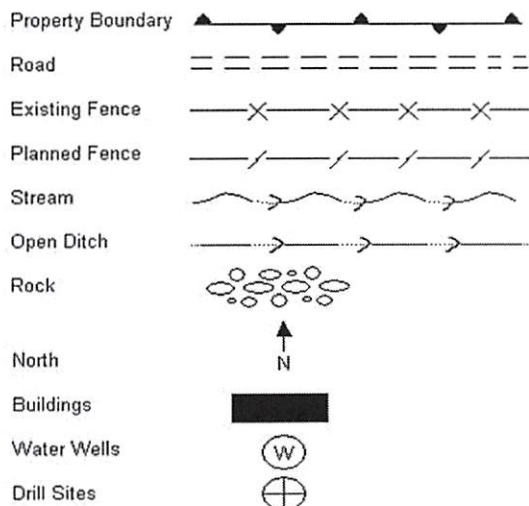 Property Boundary
Road
Existing Fence
Planned Fence
Stream
Open Ditch
Rock
N
North
Buildings
Water Wells
W
Drill Sites